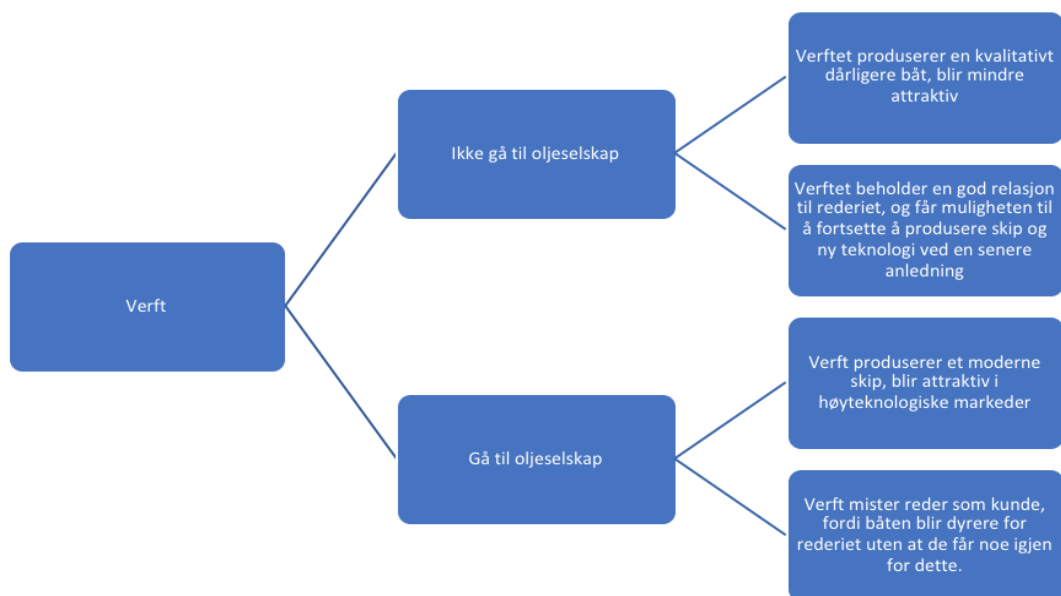 Verft
Ikke gå til oljeselskap
Gå til oljeselskap
Verftet produserer en kvalitativt
dårligere båt, blir mindre
attraktiv
Verftet beholder en god relasjon
til rederiet, og får muligheten til
å fortsette å produsere skip og
ny teknologi ved en senere
anledning
Verft produserer et moderne
skip, blir attraktiv i
høyteknologiske markeder
Verft mister reder som kunde,
fordi båten blir dyrere for
rederiet uten at de får noe igjen
for dette.